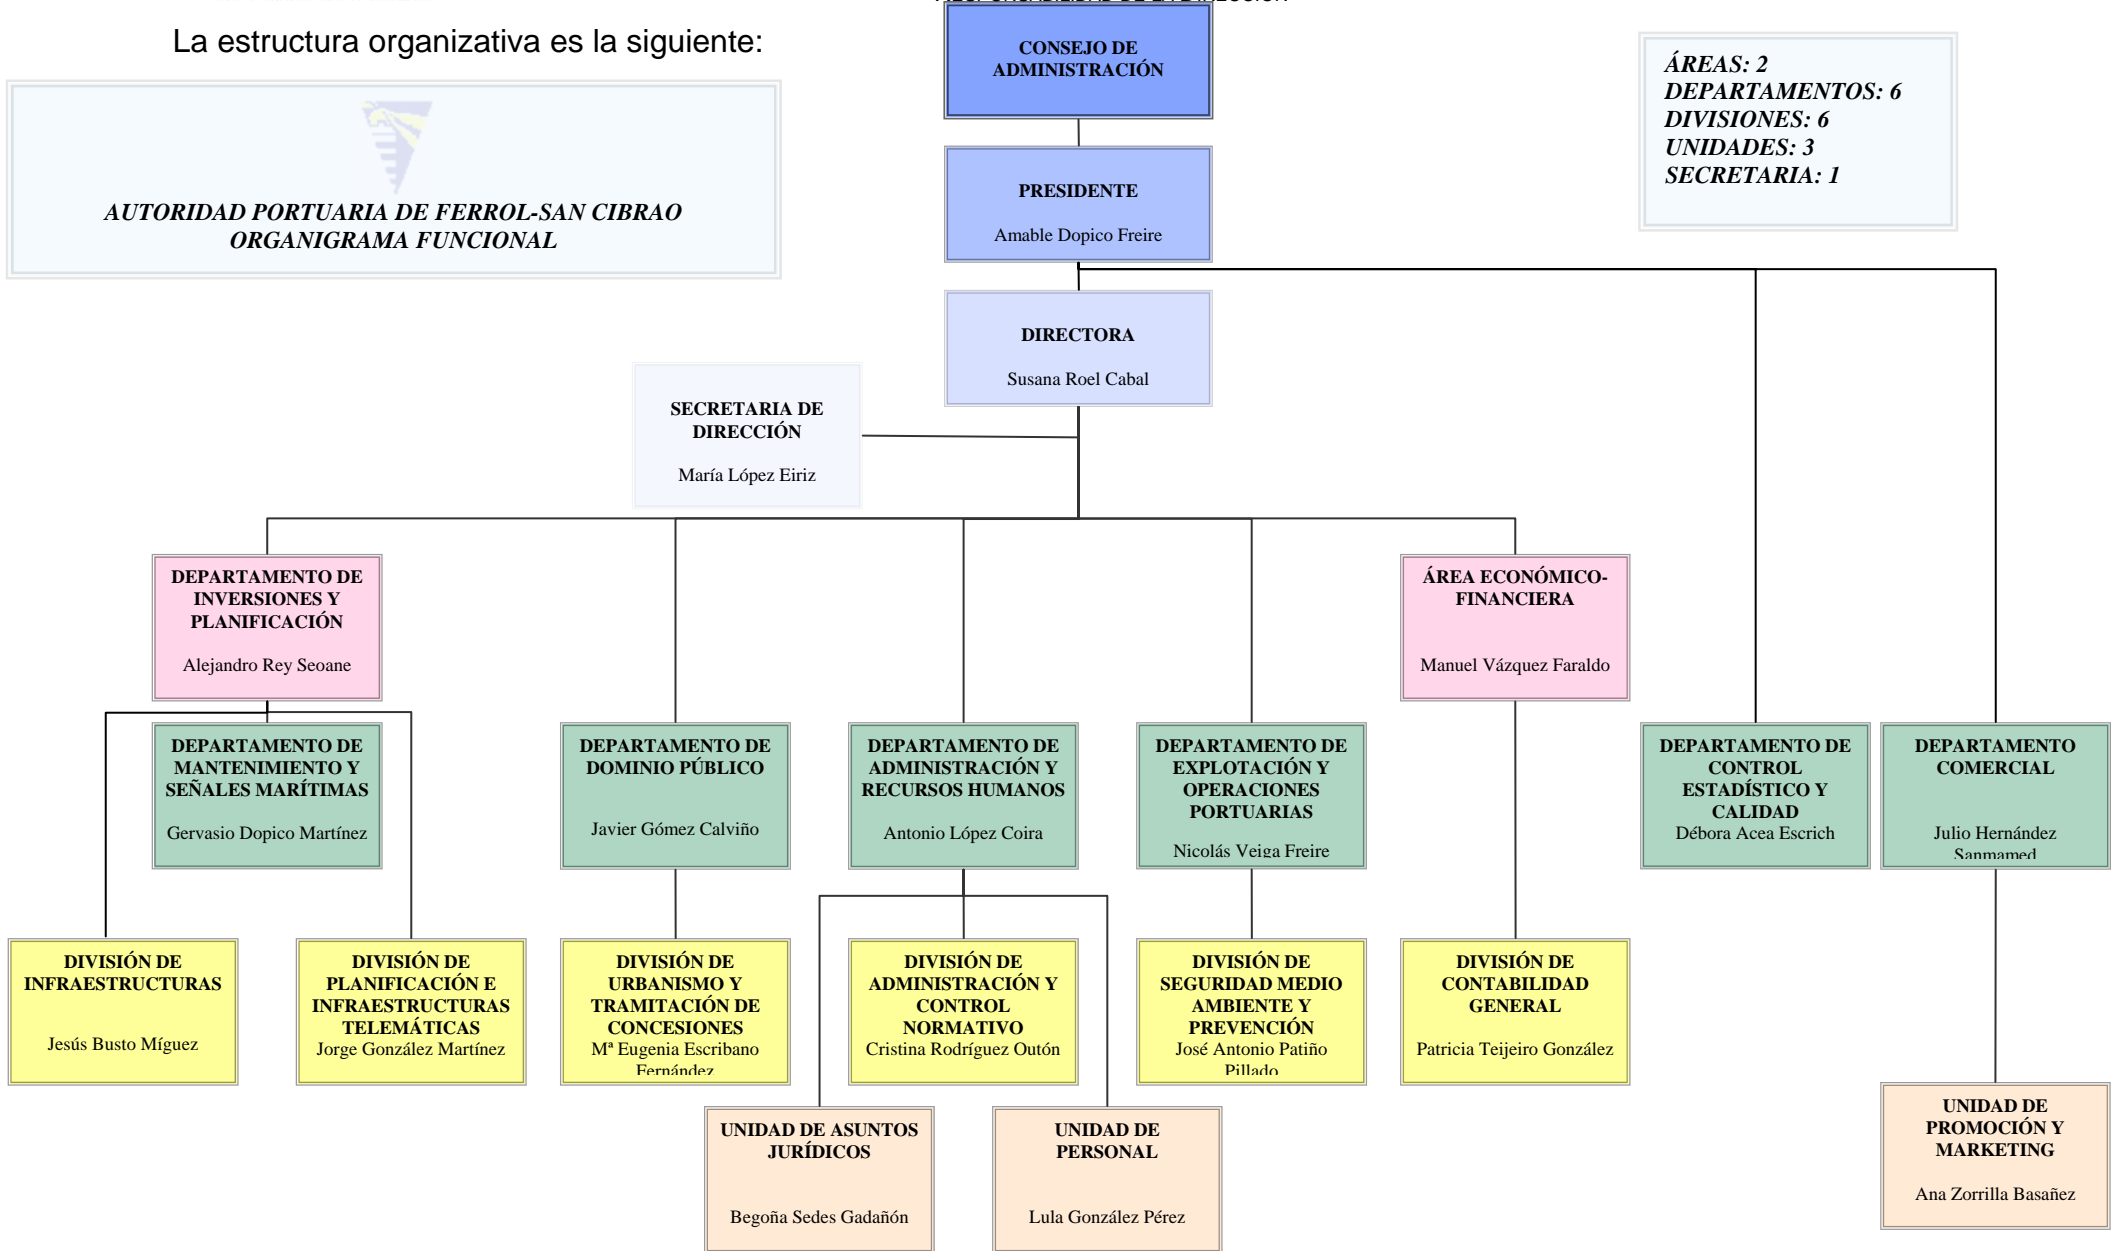 La estructura organizativa es la siguiente:
AUTORIDAD PORTUARIA DE FERROL-SAN CIBRAO
ORGANIGRAMA FUNCIONAL
CONSEJO DE
ADMINISTRACIÓN
ÁREAS: 2
DEPARTAMENTOS: 6
DIVISIONES: 6
UNIDADES: 3
SECRETARIA: 1
PRESIDENTE
Amable Dopico Freire
DIRECTORA
Susana Roel Cabal
SECRETARIA DE
DIRECCIÓN
María López Eiriz
DEPARTAMENTO DE
INVERSIONES Y
PLANIFICACIÓN
Alejandro Rey Seoane
ÁREA ECONÓMICO-
FINANCIERA
Manuel Vázquez Faraldo
DEPARTAMENTO DE
MANTENIMIENTO Y
SEÑALES MARÍTIMAS
Gervasio Dopico Martínez
DEPARTAMENTO DE
DOMINIO PÚBLICO
Javier Gómez Calviño
DEPARTAMENTO DE
ADMINISTRACIÓN Y
RECURSOS HUMANOS
Antonio López Coira
DEPARTAMENTO DE
EXPLOTACIÓN Y
OPERACIONES
PORTUARIAS
Nicolás Veiga Freire
DEPARTAMENTO DE
CONTROL
ESTADÍSTICO Y
CALIDAD
Débora Acea Escrich
DEPARTAMENTO
COMERCIAL
Julio Hernández
Sanmamed
DIVISIÓN DE
INFRAESTRUCTURAS
Jesús Busto Míguez
DIVISIÓN DE
PLANIFICACIÓN E
INFRAESTRUCTURAS
TELEMÁTICAS
Jorge González Martínez
DIVISIÓN DE
URBANISMO Y
TRAMITACIÓN DE
CONCESIONES
Mª Eugenia Escribano
Fernández
DIVISIÓN DE
ADMINISTRACIÓN Y
CONTROL
NORMATIVO
Cristina Rodríguez Outón
DIVISIÓN DE
SEGURIDAD MEDIO
AMBIENTE Y
PREVENCIÓN
José Antonio Patiño
Pillado
DIVISIÓN DE
CONTABILIDAD
GENERAL
Patricia Teijeiro González
UNIDAD DE ASUNTOS
JURÍDICOS
Begoña Sedes Gadañón
UNIDAD DE
PERSONAL
Lula González Pérez
UNIDAD DE
PROMOCIÓN Y
MARKETING
Ana Zorrilla Basañez